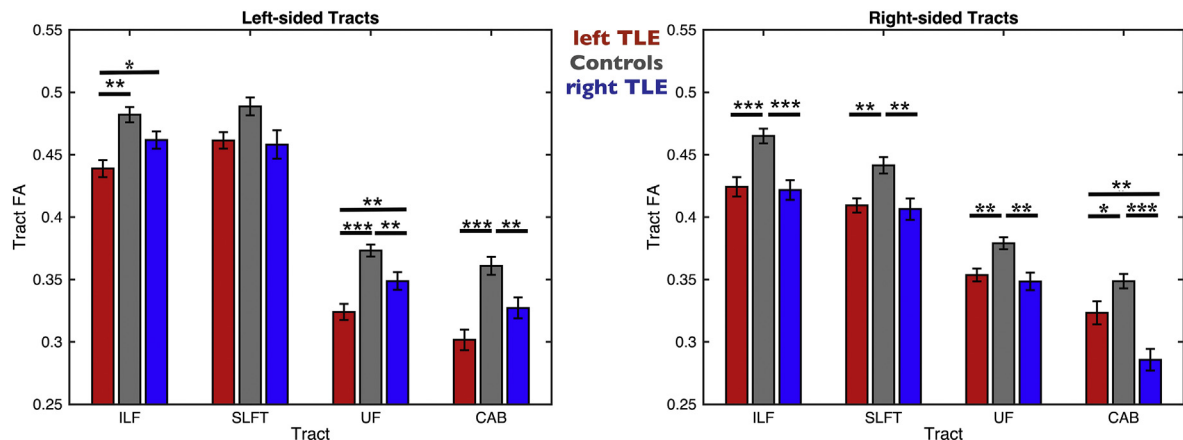 Left-sided Tracts
0.55
0.5
0.45
0.4
0.35
0.3
0.25
Tract FA
*
**
**
*** **
*** **
ILF SLFT UF CAB
Tract
left TLE
Controls
right TLE
Right-sided Tracts
0.55
0.5
0.45
0.4
0.35
0.3
0.25
Tract FA
*** ***
** **
** **
**
* ***
ILF SLFT UF CAB
Tract